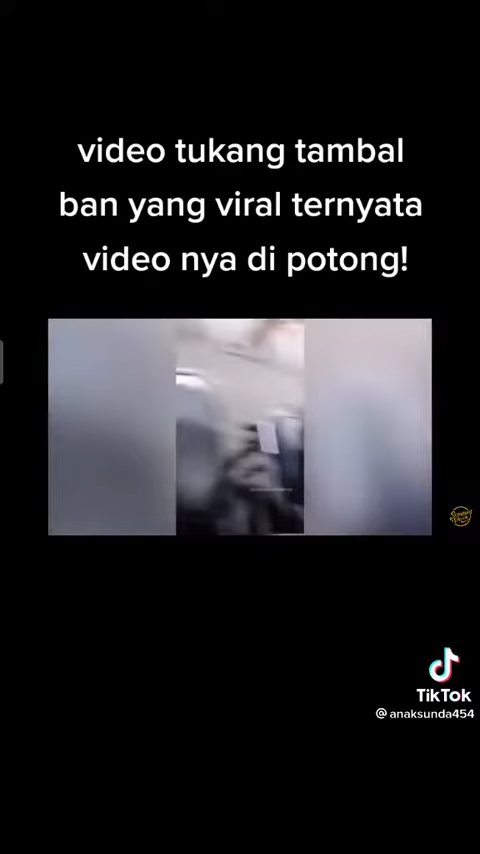 video tukang tambal
ban yang viral ternyata
video nya di potong!
TikTok
@ anaksunda454